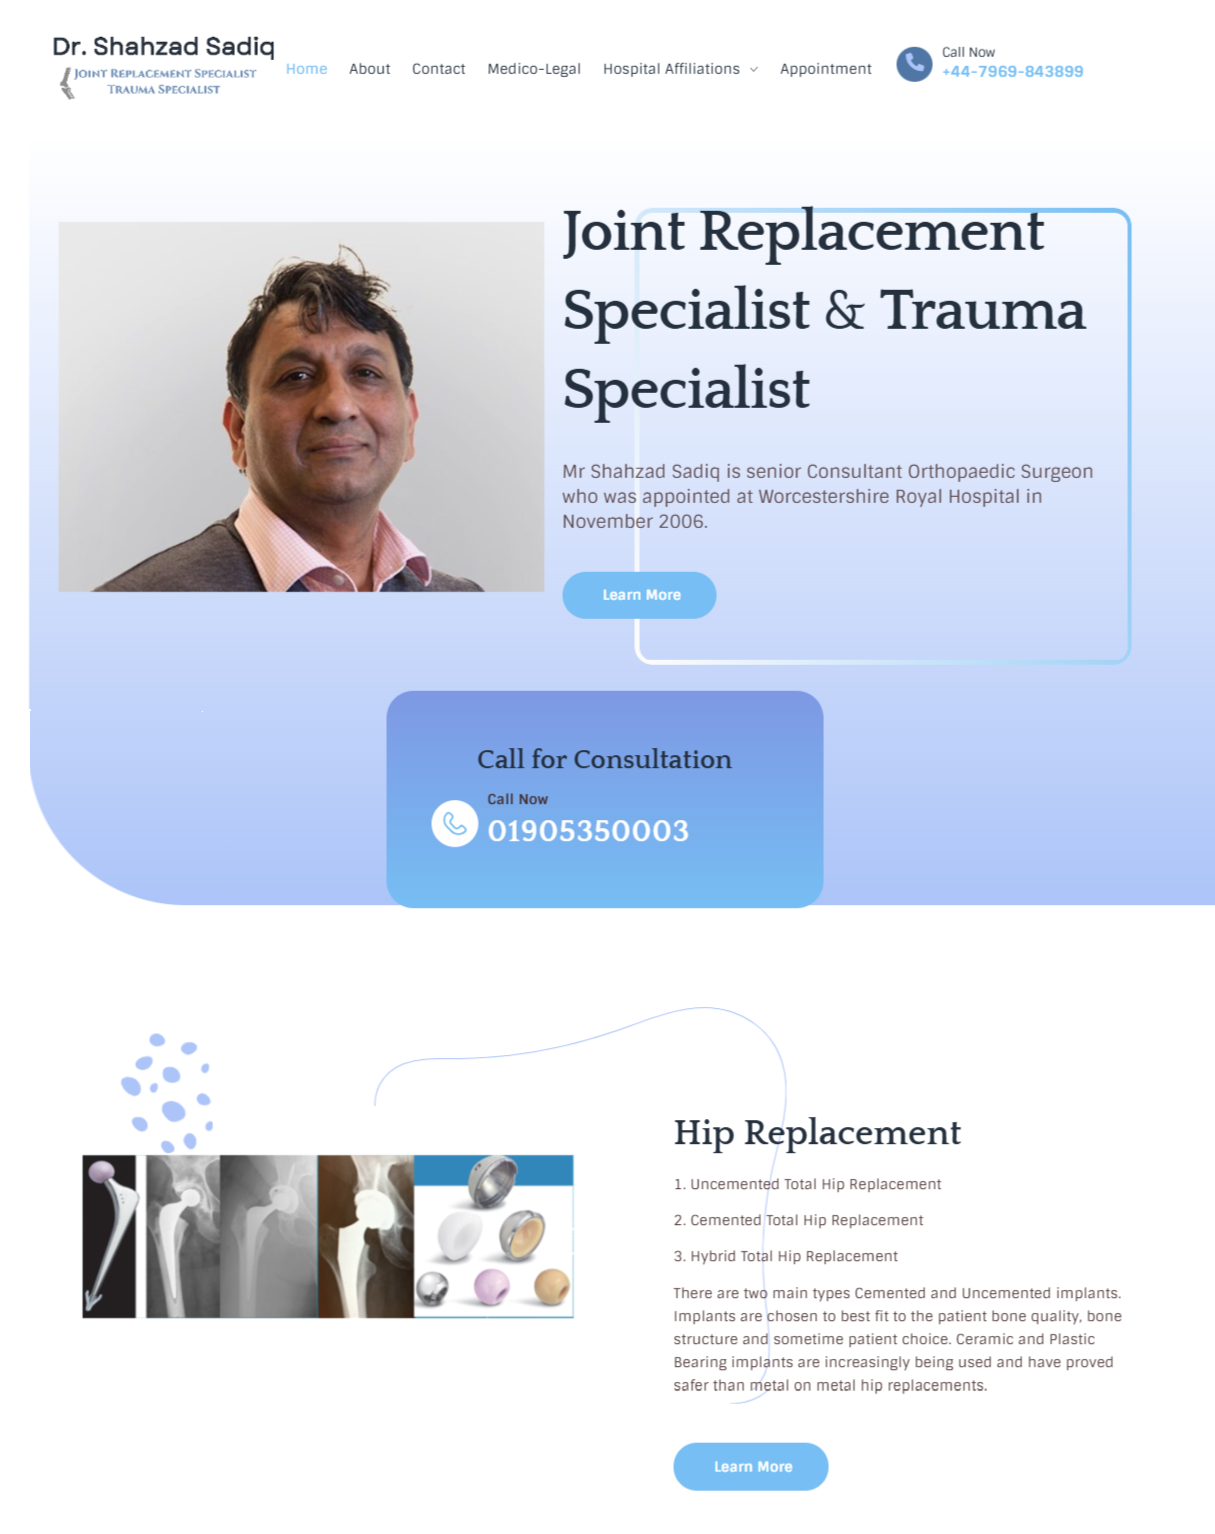 Dr. Shahzad Sadiq
Joint Replacement Specialist
Trauma Specialist
Home About Contact Medico-Legal Hospital Affiliations Appointment
Call Now
+44-7969-843899
Joint Replacement
Specialist & Trauma
Specialist
Mr Shahzad Sadiq is senior Consultant Orthopaedic Surgeon
who was appointed at Worcestershire Royal Hospital in
November 2006.
Learn More
Call for Consultation
Call Now
01905350003
Hip Replacement
1. Uncemented Total Hip Replacement
2. Cemented Total Hip Replacement
3. Hybrid Total Hip Replacement
There are two main types Cemented and Uncemented implants.
Implants are chosen to best fit to the patient bone quality, bone
structure and sometime patient choice. Ceramic and Plastic
Bearing implants are increasingly being used and have proved
safer than metal on metal hip replacements.
Learn More